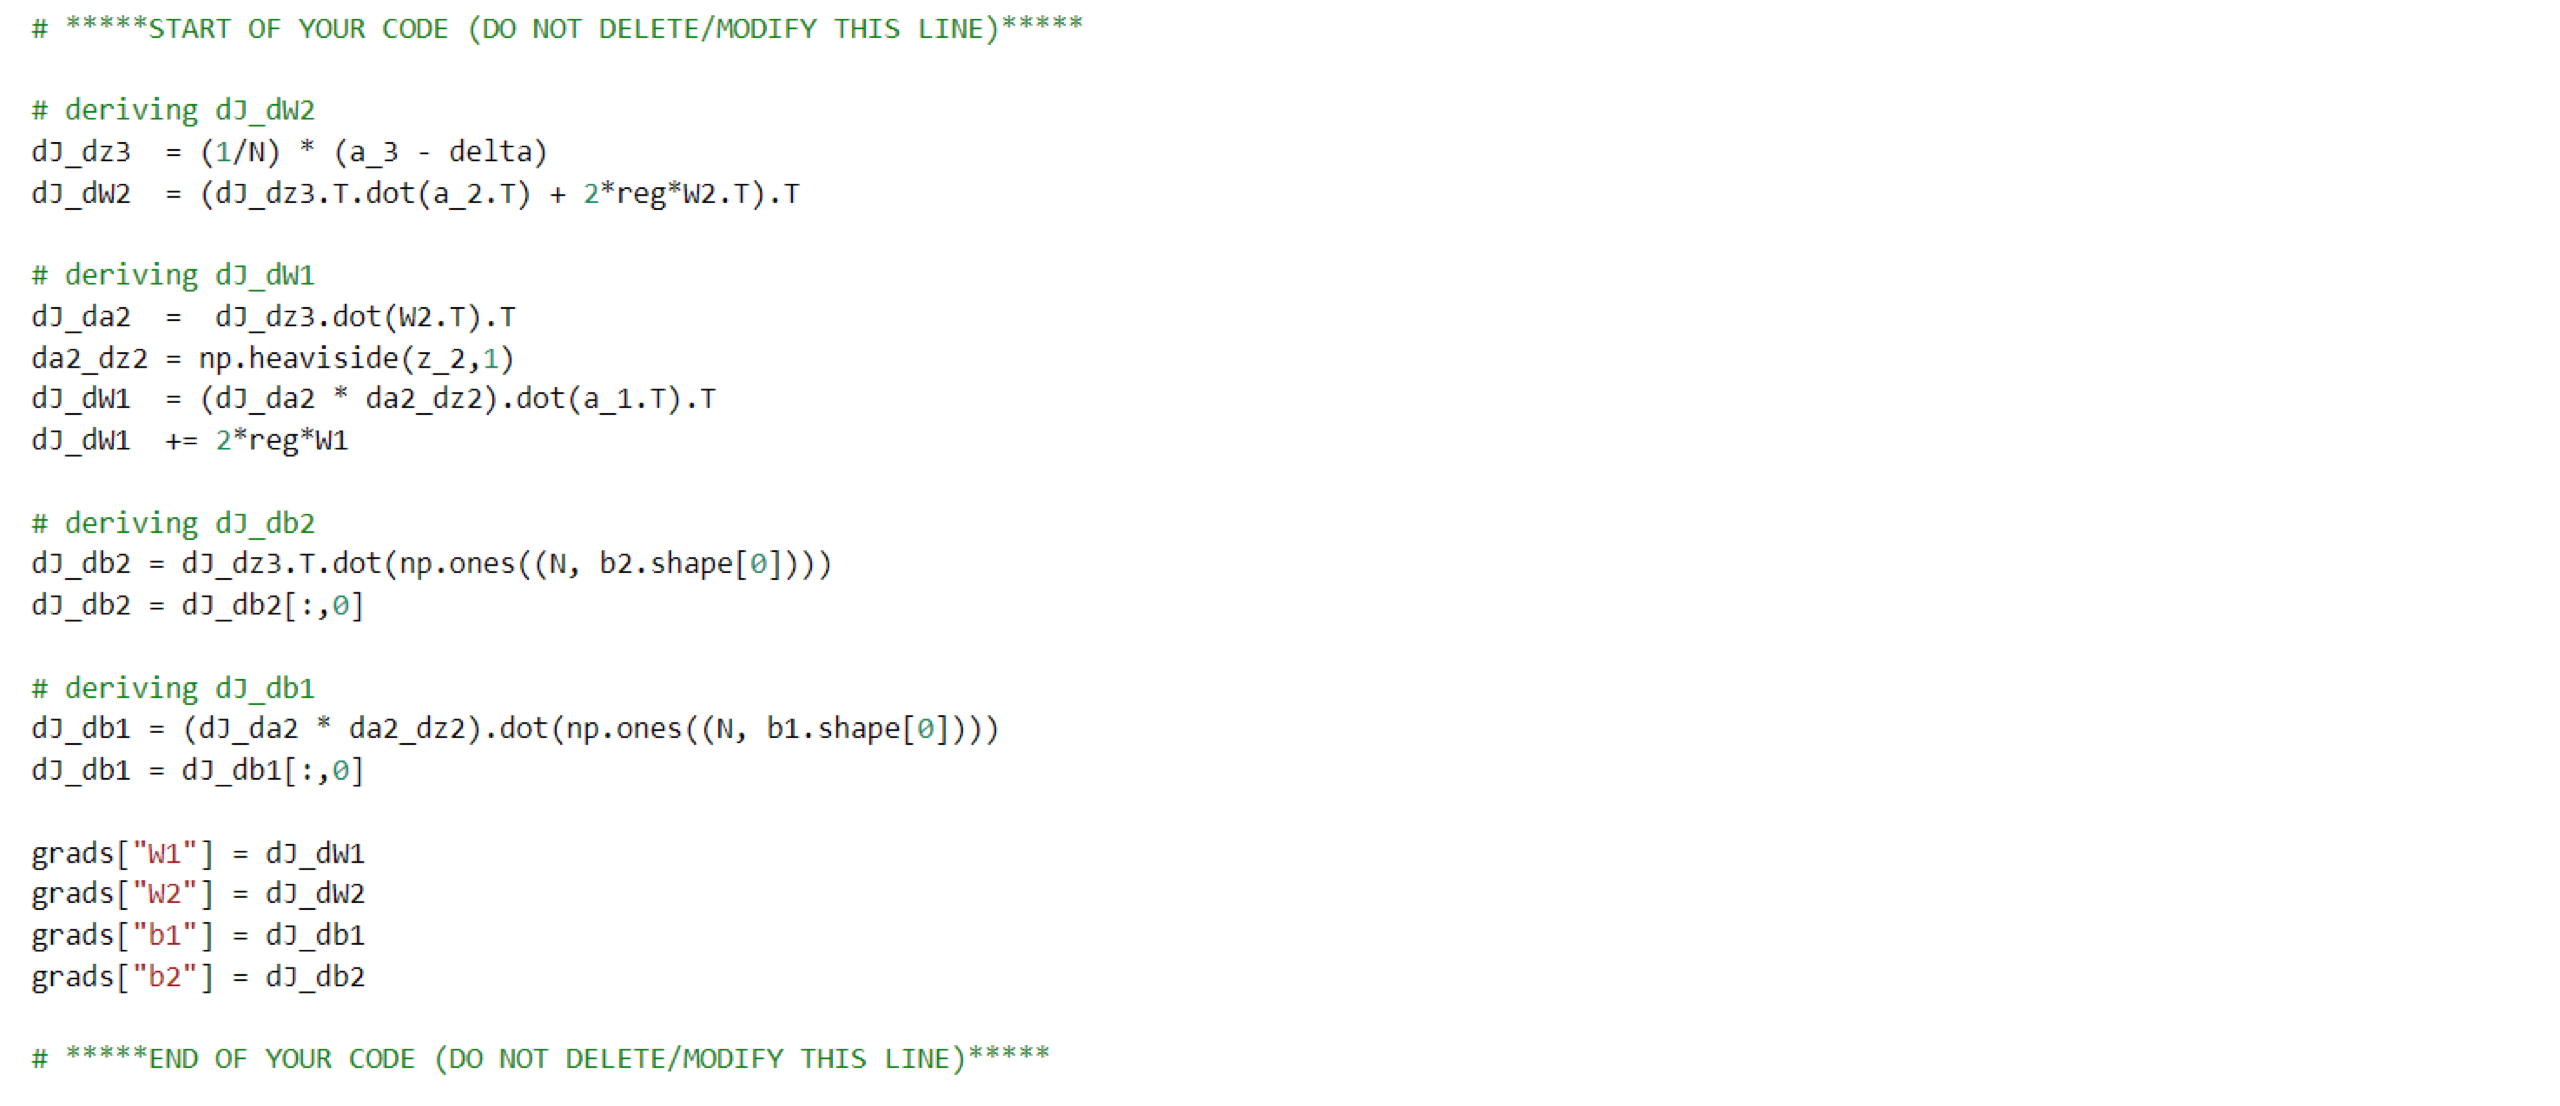 # *****START OF YOUR CODE (DO NOT DELETE/MODIFY THIS LINE)*****
# deriving dJ_dW2
dJ_dz3  = (1/N) * (a_3 - delta)
dJ_dW2  = (dJ_dz3.T.dot(a_2.T) + 2*reg*W2.T).T
# deriving dJ_dW1
dJ_da2  =  dJ_dz3.dot(W2.T).T
da2_dz2 = np.heaviside(z_2,1)
dJ_dW1  = (dJ_da2 * da2_dz2).dot(a_1.T).T
dJ_dW1  += 2*reg*W1
# deriving dJ_db2
dJ_db2 = dJ_dz3.T.dot(np.ones((N, b2.shape[0])))
dJ_db2 = dJ_db2[:,0]
# deriving dJ_db1
dJ_db1 = (dJ_da2 * da2_dz2).dot(np.ones((N, b1.shape[0])))
dJ_db1 = dJ_db1[:,0]
grads["W1"] = dJ_dW1
grads["W2"] = dJ_dW2
grads["b1"] = dJ_db1
grads["b2"] = dJ_db2
# *****END OF YOUR CODE (DO NOT DELETE/MODIFY THIS LINE)*****